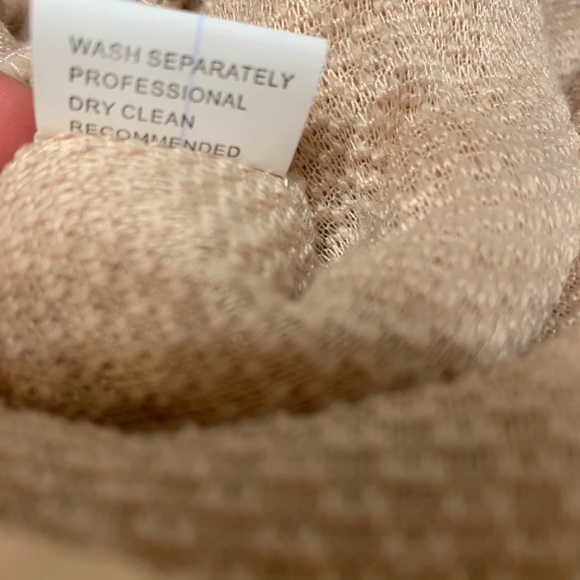 WASH SEPARATELY
PROFESSIONAL
DRY CLEAN
RECOMMENDED